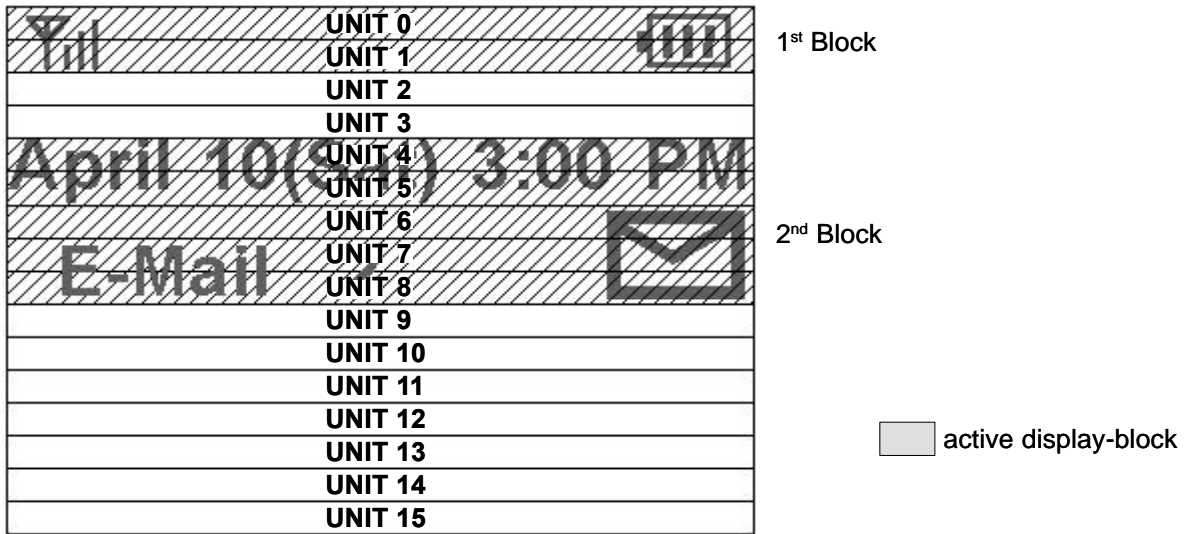 UNIT 0
UNIT 1
1st Block
UNIT 2
UNIT 3
April 10(Sat) 3:00 PM
UNIT 4
UNIT 5
UNIT 6
2nd Block
E-Mail
UNIT 7
UNIT 8
UNIT 9
UNIT 10
UNIT 11
UNIT 12
UNIT 13
active display-block
UNIT 14
UNIT 15